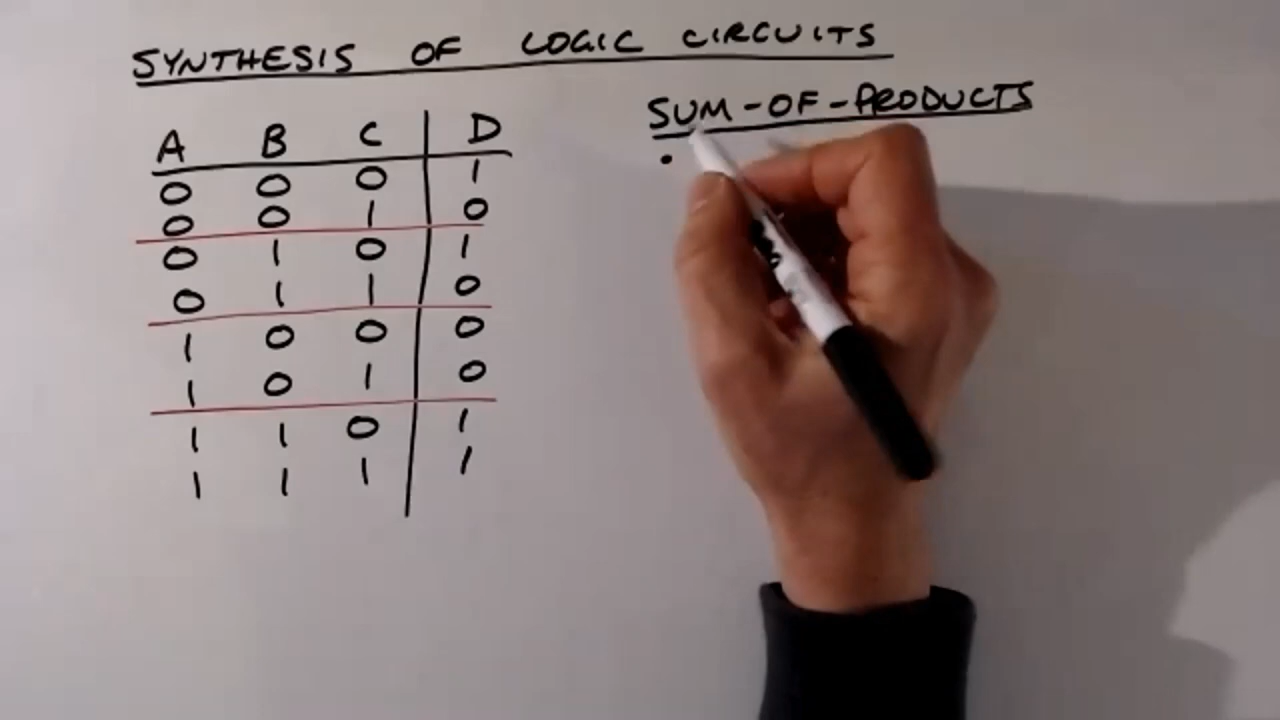 SYNTHESIS OF LOGIC CIRCUITS
SUM-OF-PRODUCTS
A B C D
0 0 0 1
0 0 1 0
0 1 0 1
0 1 1 0
1 0 0 0
1 0 1 0
1 1 0 1
1 1 1 1